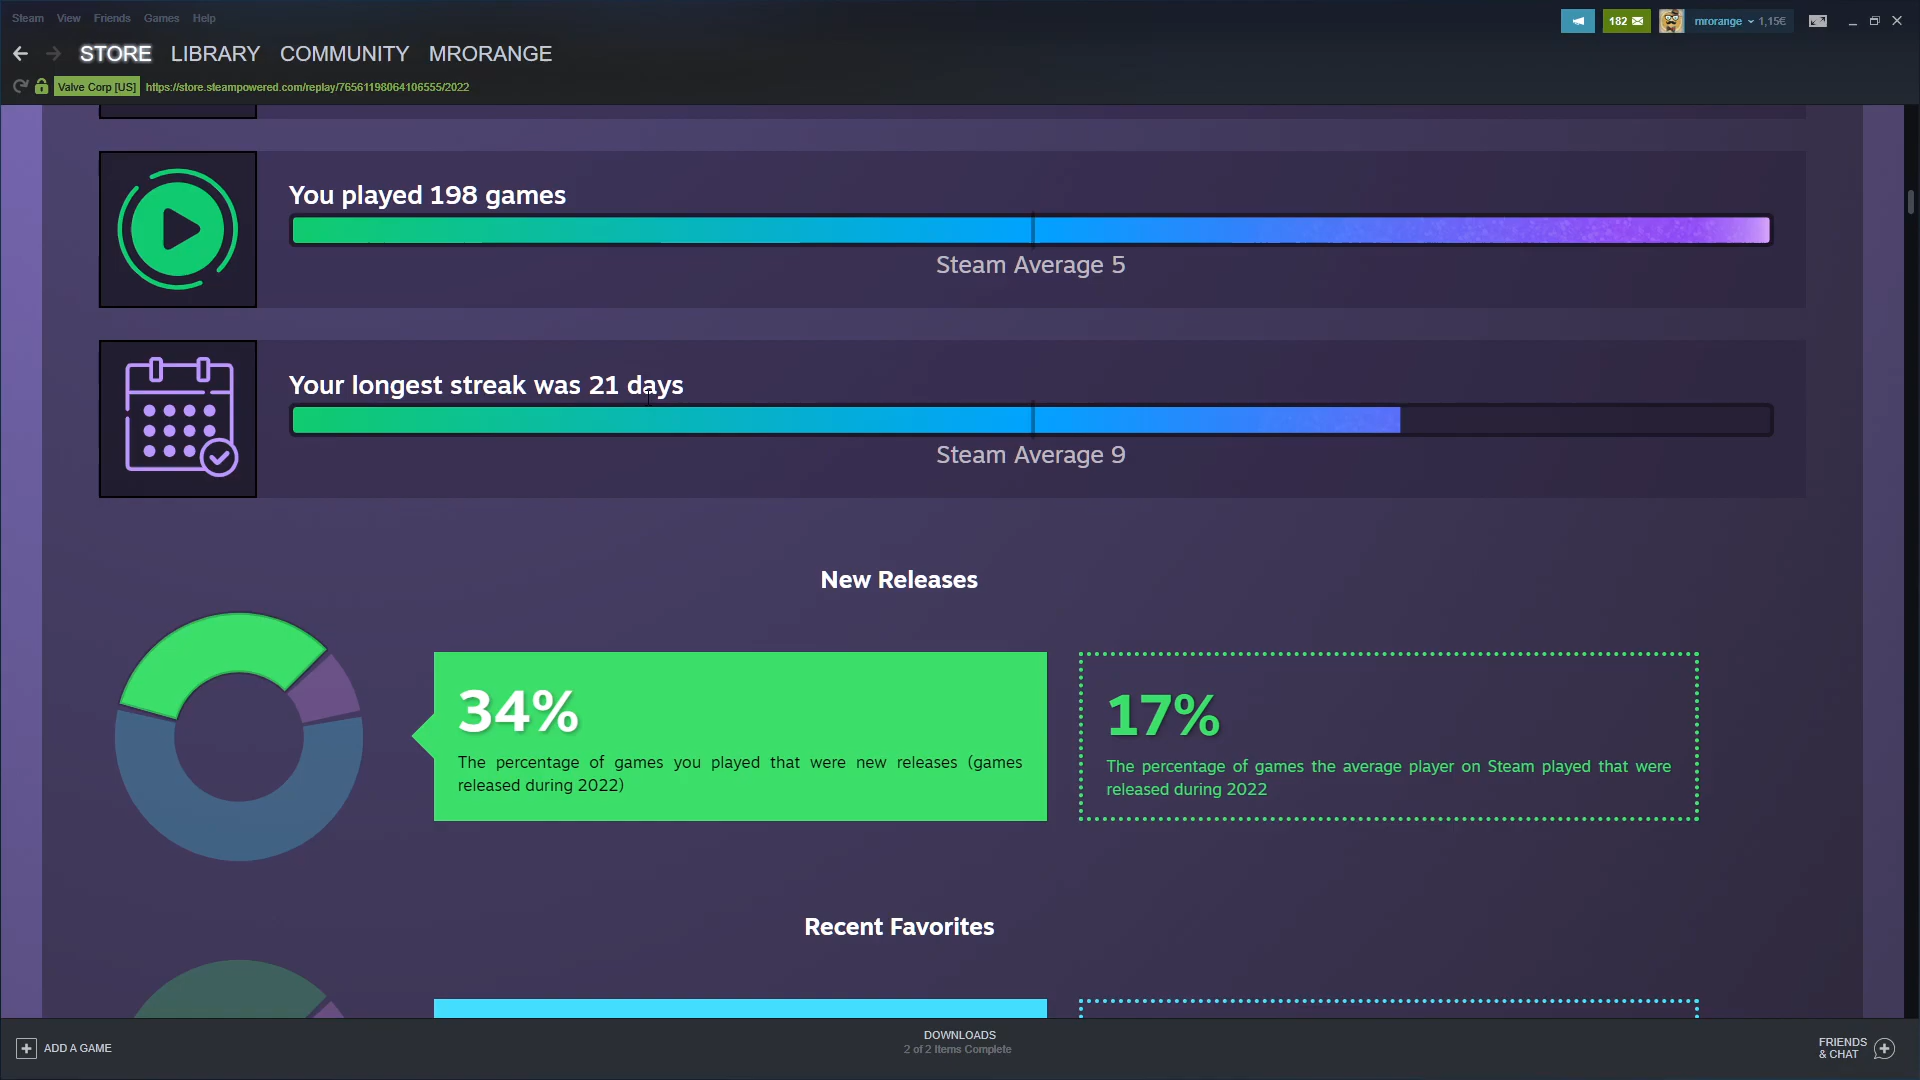 Steam View Friends Games Help
182
mrorange 1,15€
STORE LIBRARY COMMUNITY MRORANGE
Valve Corp [US] https://store.steampowered.com/replay/76561198064106555/2022
You played 198 games
Steam Average 5
Your longest streak was 21 days
Steam Average 9
New Releases
34%
The percentage of games you played that were new releases (games
released during 2022)
17%
The percentage of games the average player on Steam played that were
released during 2022
Recent Favorites
ADD A GAME
DOWNLOADS
2 of 2 Items Complete
FRIENDS
& CHAT